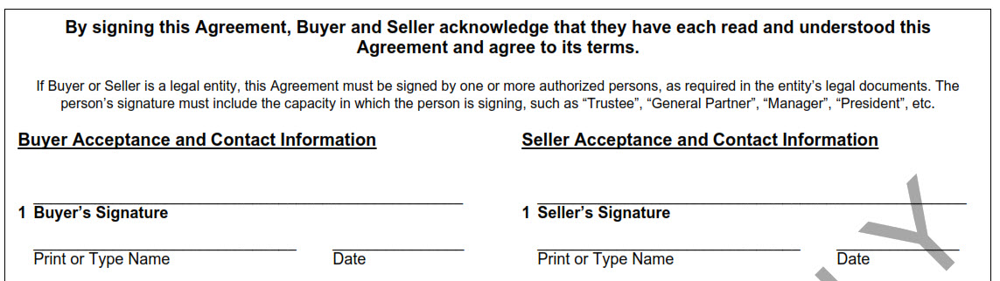 By signing this Agreement, Buyer and Seller acknowledge that they have each read and understood this
Agreement and agree to its terms.
If Buyer or Seller is a legal entity, this Agreement must be signed by one or more authorized persons, as required in the entity’s legal documents. The
person’s signature must include the capacity in which the person is signing, such as “Trustee”, “General Partner”, “Manager”, “President”, etc.
Buyer Acceptance and Contact Information
1 Buyer’s Signature
Print or Type Name
Date
Seller Acceptance and Contact Information
1 Seller’s Signature
Print or Type Name
Date